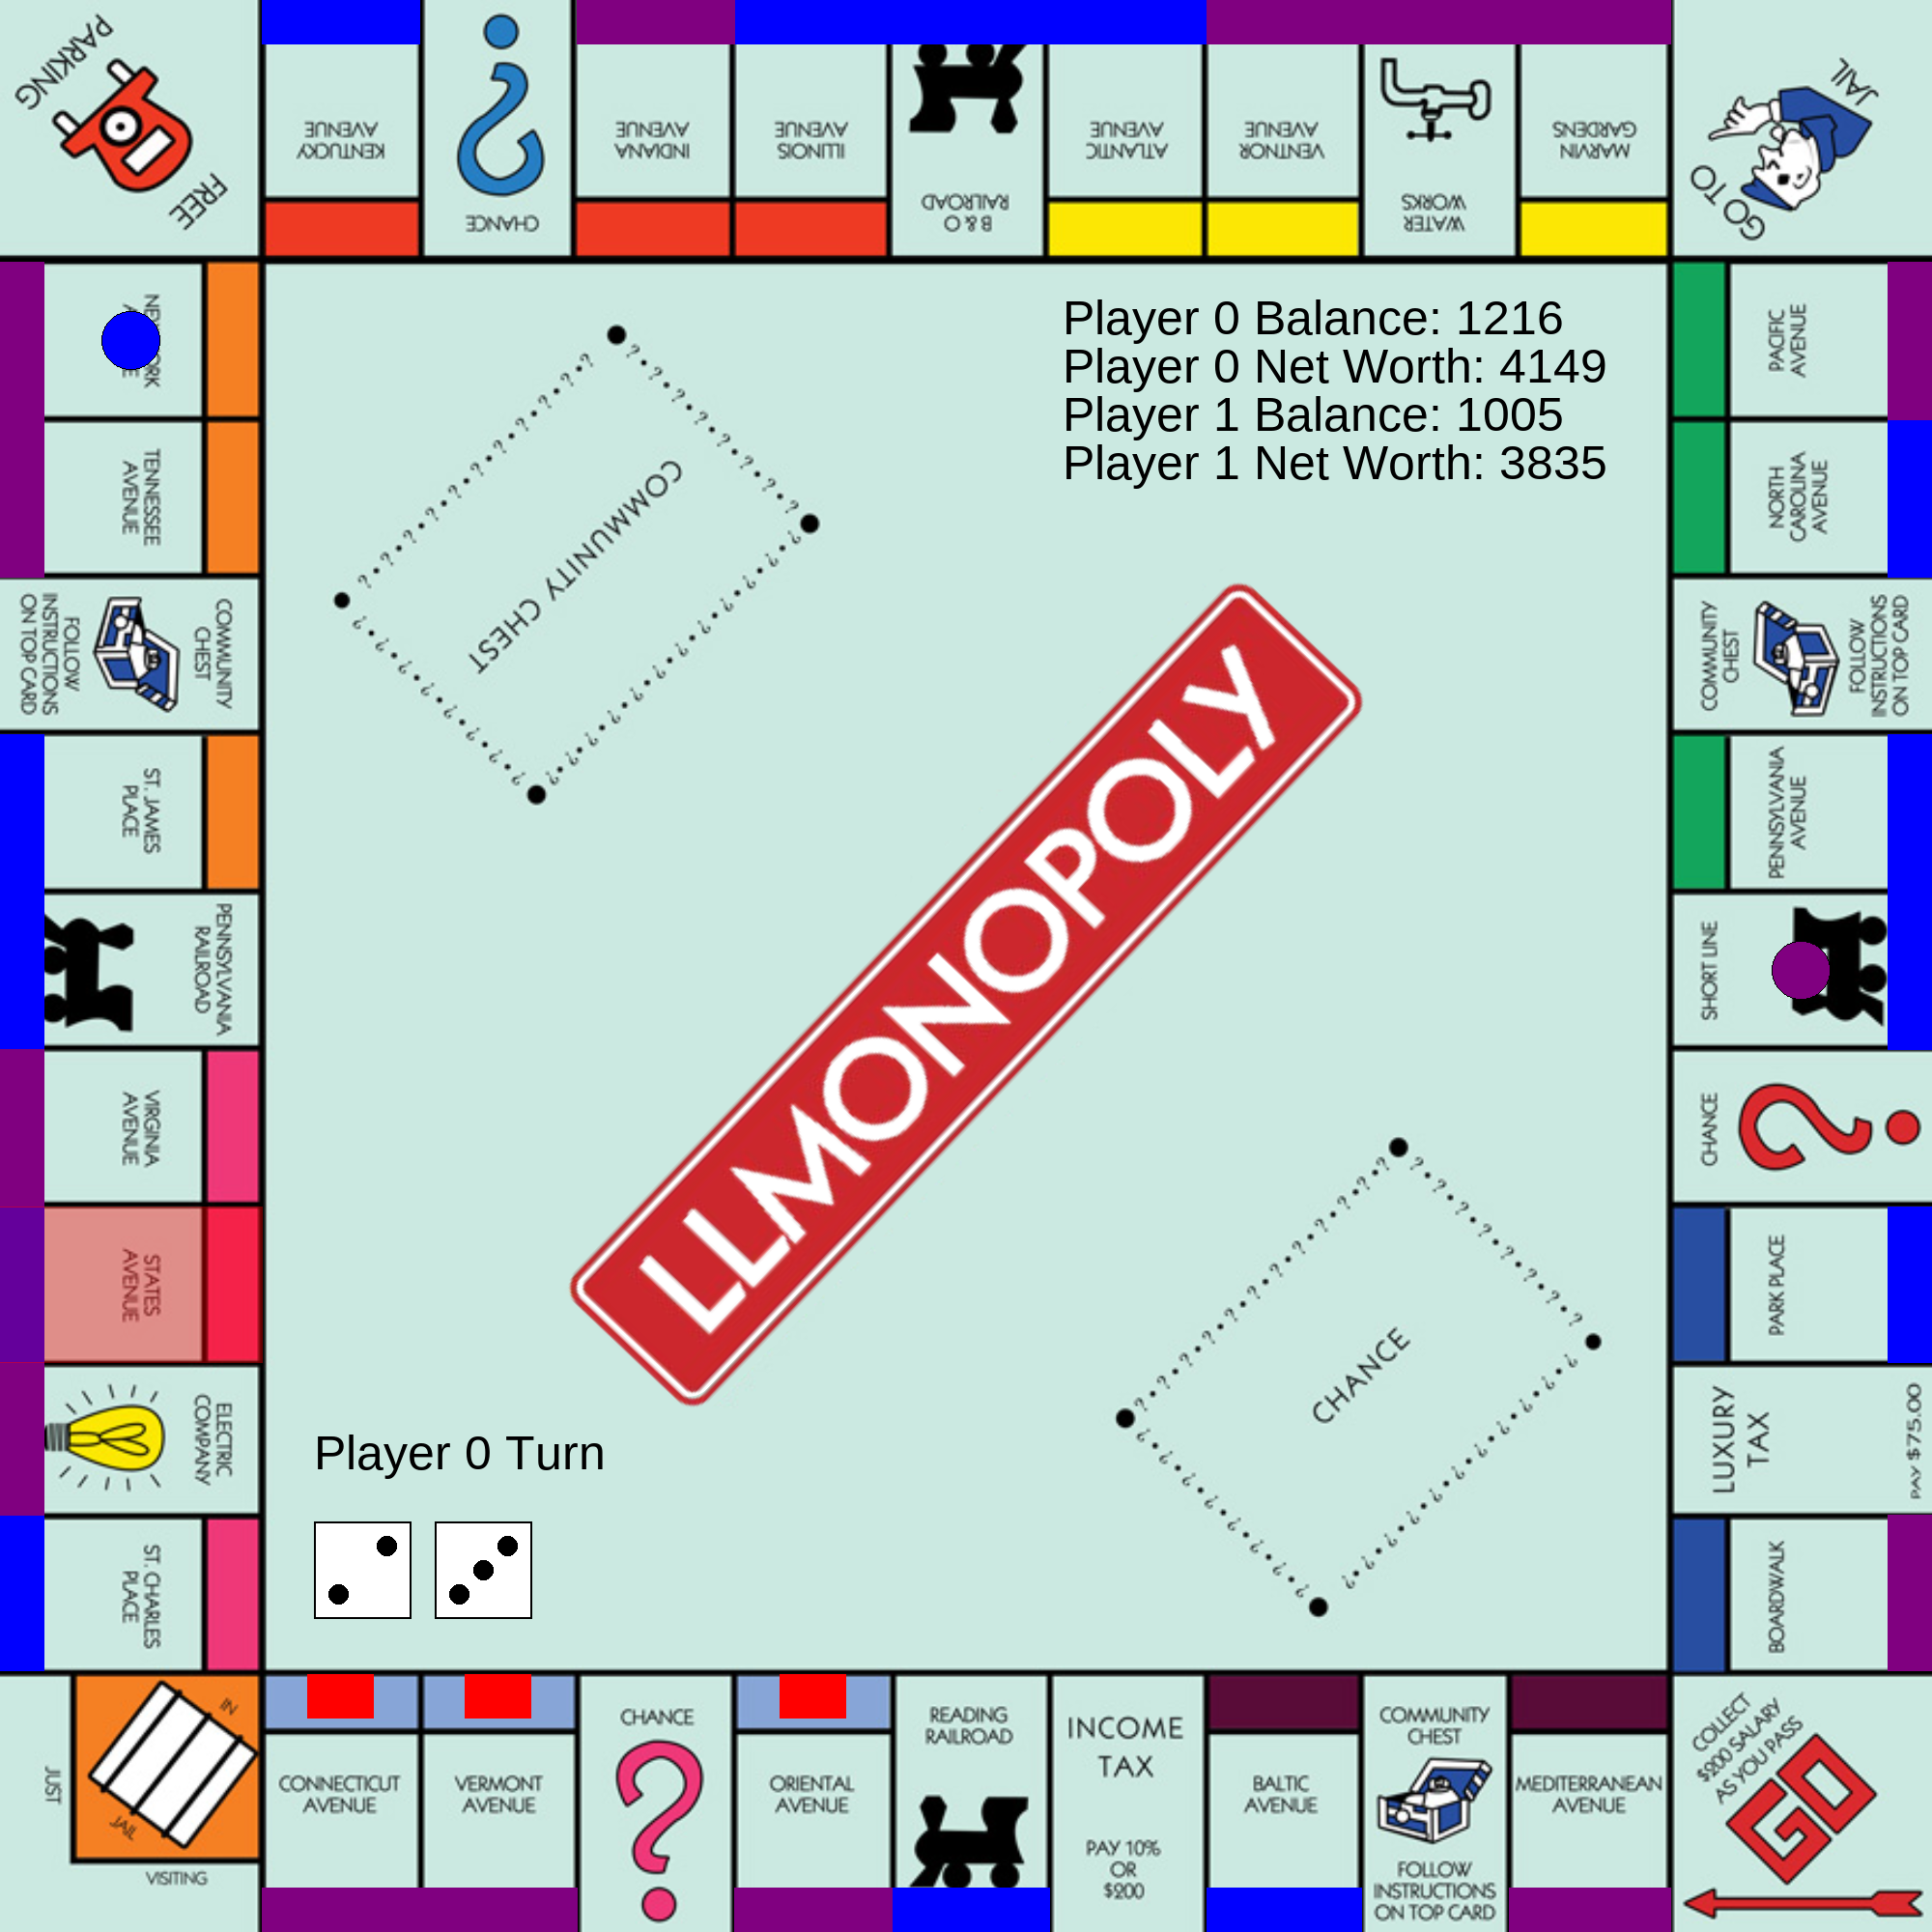 FREE
PARKING
KENTUCKY
AVENUE
CHANCE
INDIANA
AVENUE
ILLINOIS
AVENUE
B & O
RAILROAD
ATLANTIC
AVENUE
VENTNOR
AVENUE
WATER
WORKS
MARVIN
GARDENS
GO TO
JAIL
Player 0 Balance: 1216
Player 0 Net Worth: 4149
Player 1 Balance: 1005
Player 1 Net Worth: 3835
TENNESSEE
AVENUE
COMMUNITY
CHEST
FOLLOW
INSTRUCTIONS
ON TOP CARD
ST. JAMES
PLACE
PENNSYLVANIA
RAILROAD
VIRGINIA
AVENUE
STATES
AVENUE
ELECTRIC
COMPANY
ST. CHARLES
PLACE
COMMUNITY CHEST
LLMONOPOLY
CHANCE
PACIFIC
AVENUE
NORTH
CAROLINA
AVENUE
COMMUNITY
CHEST
FOLLOW
INSTRUCTIONS
ON TOP CARD
PENNSYLVANIA
AVENUE
SHORT LINE
CHANCE
PARK PLACE
LUXURY
TAX
PAY $75.00
BOARDWALK
Player 0 Turn
JUST
VISITING
IN
JAIL
CONNECTICUT
AVENUE
VERMONT
AVENUE
CHANCE
ORIENTAL
AVENUE
READING
RAILROAD
INCOME
TAX
PAY 10%
OR
$200
BALTIC
AVENUE
COMMUNITY
CHEST
FOLLOW
INSTRUCTIONS
ON TOP CARD
MEDITERRANEAN
AVENUE
COLLECT
$200 SALARY
AS YOU PASS
GO